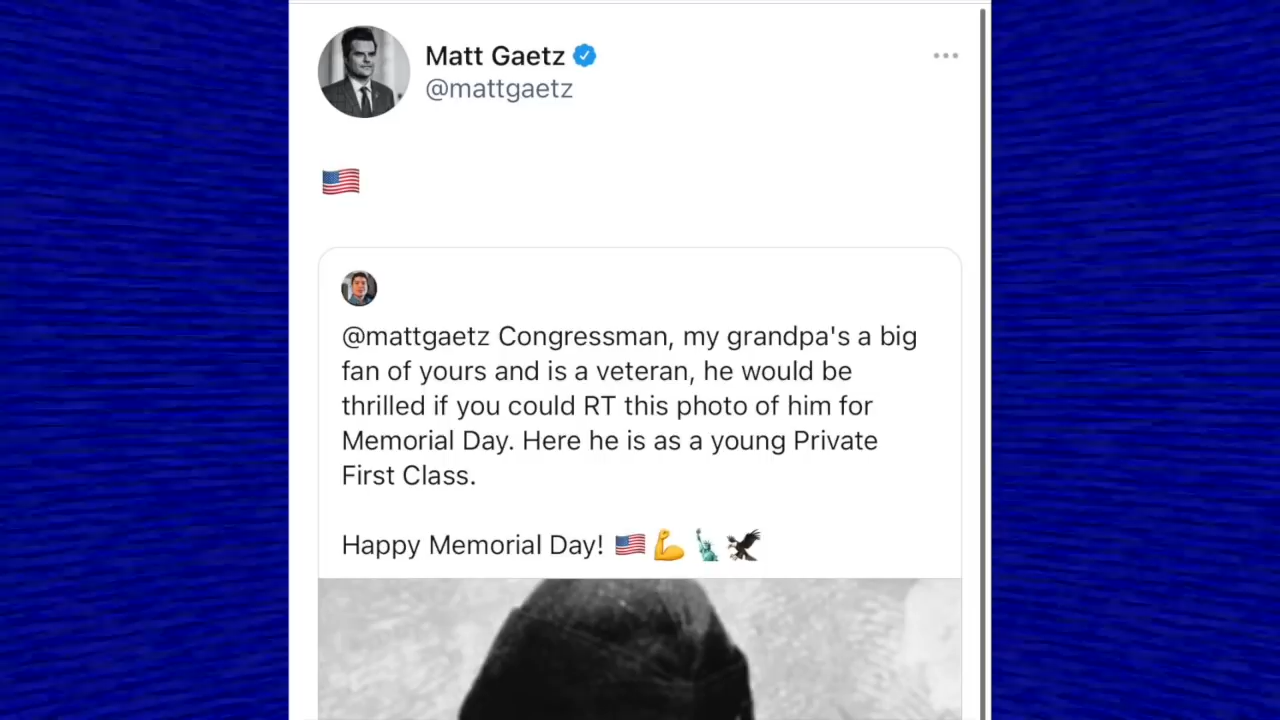 Matt Gaetz
@mattgaetz
🇺🇸
@mattgaetz Congressman, my grandpa's a big
fan of yours and is a veteran, he would be
thrilled if you could RT this photo of him for
Memorial Day. Here he is as a young Private
First Class.
Happy Memorial Day! 🇺🇸💪🗽🦅